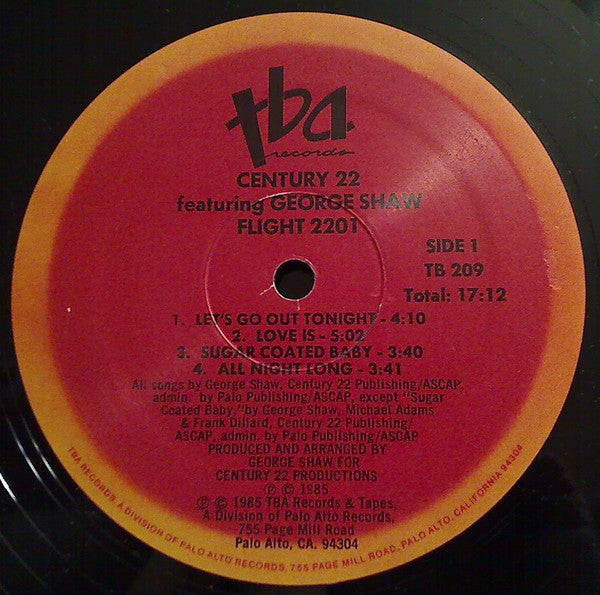 tba
records
CENTURY 22
featuring GEORGE SHAW
FLIGHT 2201
SIDE 1
TB 209
Total: 17:12
1. LET'S GO OUT TONIGHT - 4:10
2. LOVE IS - 5:02
3. SUGAR COATED BABY - 3:40
4. ALL NIGHT LONG - 3:41
All songs by George Shaw, Century 22 Publishing/ASCAP,
admin. by Palo Publishing/ASCAP, except "Sugar
Coated Baby," by George Shaw, Michael Adams
& Frank Dillard, Century 22 Publishing/
ASCAP, admin. by Palo Publishing/ASCAP
PRODUCED AND ARRANGED BY
GEORGE SHAW FOR
CENTURY 22 PRODUCTIONS
℗ © 1985
℗ © 1985 TBA Records & Tapes,
A Division of Palo Alto Records,
755 Page Mill Road
Palo Alto, CA. 94304
TBA RECORDS, A DIVISION OF PALO ALTO RECORDS, 755 PAGE MILL ROAD, PALO ALTO, CALIFORNIA 94304